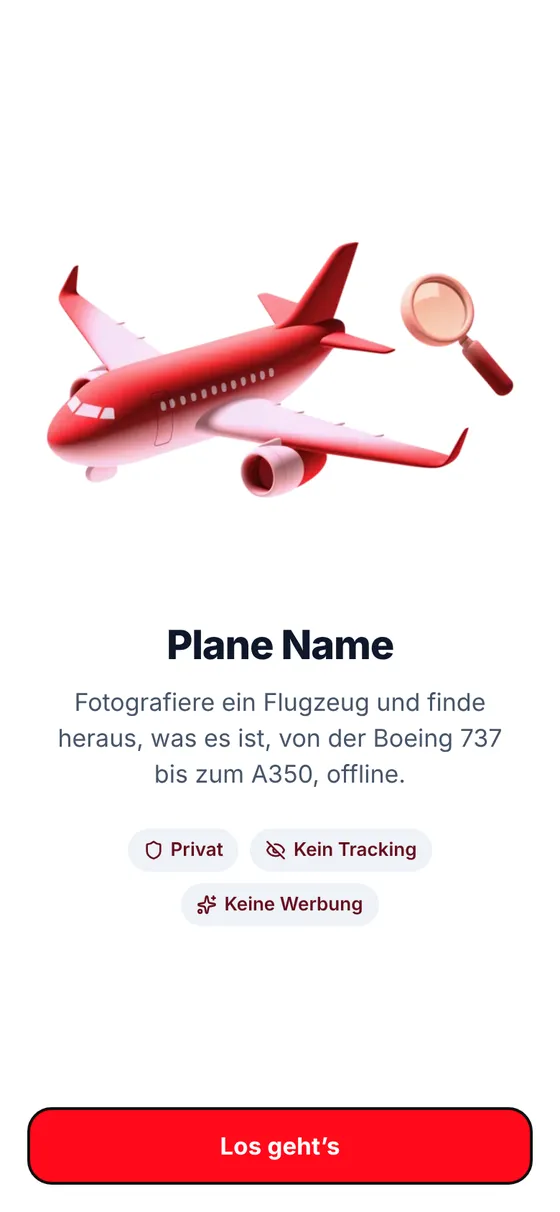 Plane Name
Fotografiere ein Flugzeug und finde
heraus, was es ist, von der Boeing 737
bis zum A350, offline.
Privat
Kein Tracking
Keine Werbung
Los geht’s